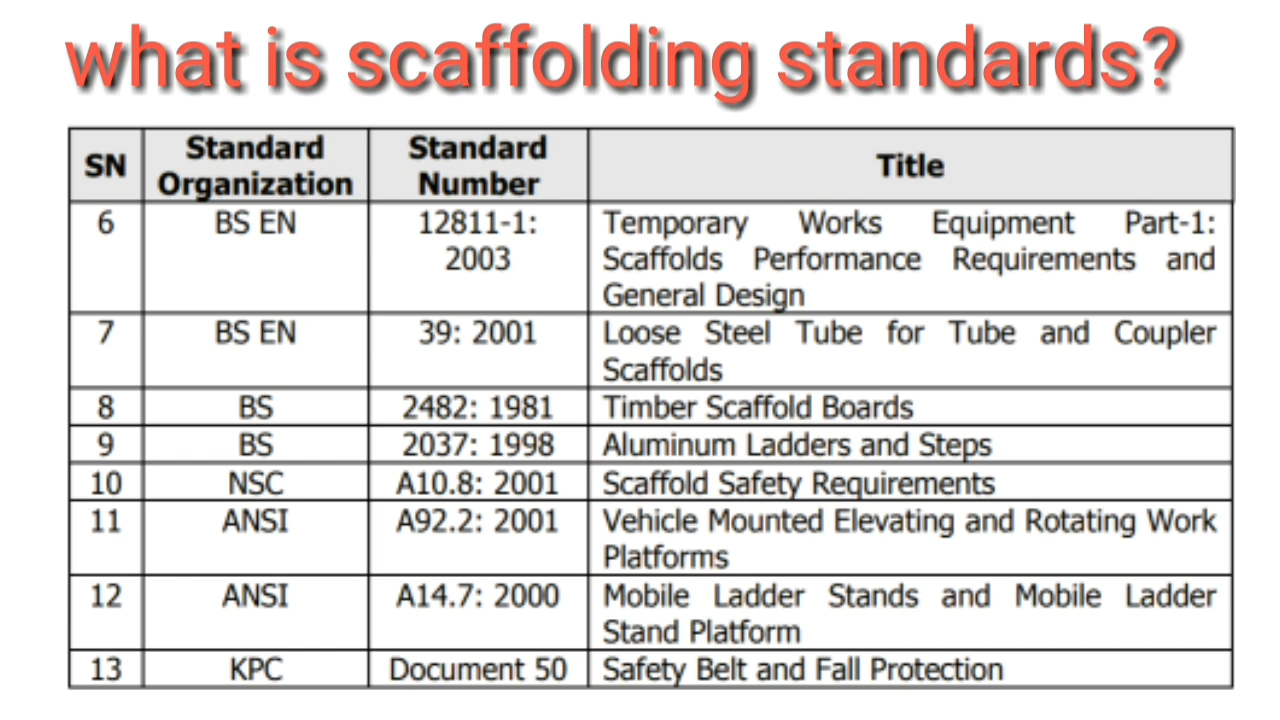 what is scaffolding standards?
SN Standard Organization Standard Number Title
6 BS EN 12811-1: 2003 Temporary Works Equipment Part-1:
Scaffolds Performance Requirements and
General Design
7 BS EN 39: 2001 Loose Steel Tube for Tube and Coupler
Scaffolds
8 BS 2482: 1981 Timber Scaffold Boards
9 BS 2037: 1998 Aluminum Ladders and Steps
10 NSC A10.8: 2001 Scaffold Safety Requirements
11 ANSI A92.2: 2001 Vehicle Mounted Elevating and Rotating Work
Platforms
12 ANSI A14.7: 2000 Mobile Ladder Stands and Mobile Ladder
Stand Platform
13 KPC Document 50 Safety Belt and Fall Protection